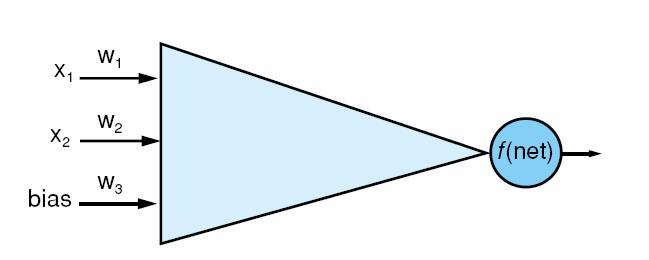 w₁
x₁
w₂
x₂
w₃
bias
f(net)